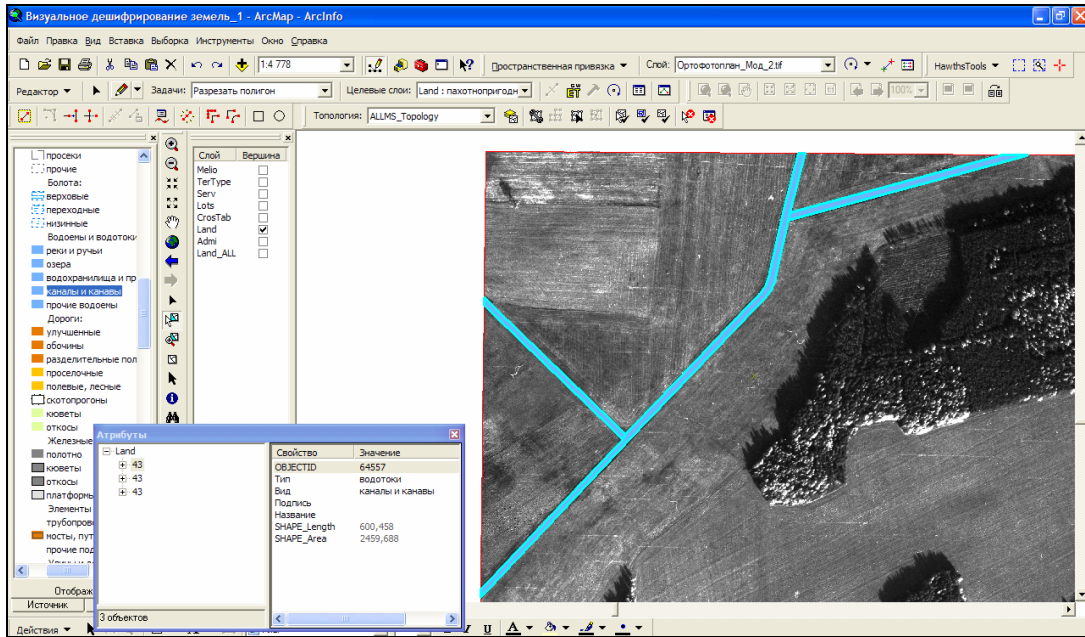 Визуальное дешифрирование земель_1 - ArcMap - ArcInfo
Файл Правка Вид Вставка Выборка Инструменты Окно Справка
1:4 778 Пространственная привязка Слой: Ортофотоплан_Мод_2.tif HawthsTools
Редактор Задачи: Разрезать полигон Целевые слои: Land : пахотнопригодн 100%
Топология: ALLMS_Topology
просеки
прочие
Болота:
верховые
переходные
низинные
Водоемы и водотоки
реки и ручьи
озера
водохранилища и пр
каналы и канавы
прочие водоемы
Дороги:
улучшенные
обочины
разделительные пол
проселочные
полевые, лесные
скотопрогоны
кюветы
откосы
Железные
полотно
кюветы
откосы
платформы
Элементы
трубопров
мосты, пут
прочие под
Отображ
Источник
Слой Вершина
Melio
TerType
Serv
Lots
CrosTab
Land
Admi
Land_ALL
Атрибуты
Land
43
43
43
3 объектов
Свойство Значение
OBJECTID 64557
Тип водотоки
Вид каналы и канавы
Подпись
Название
SHAPE_Length 600,458
SHAPE_Area 2459,688
Действия